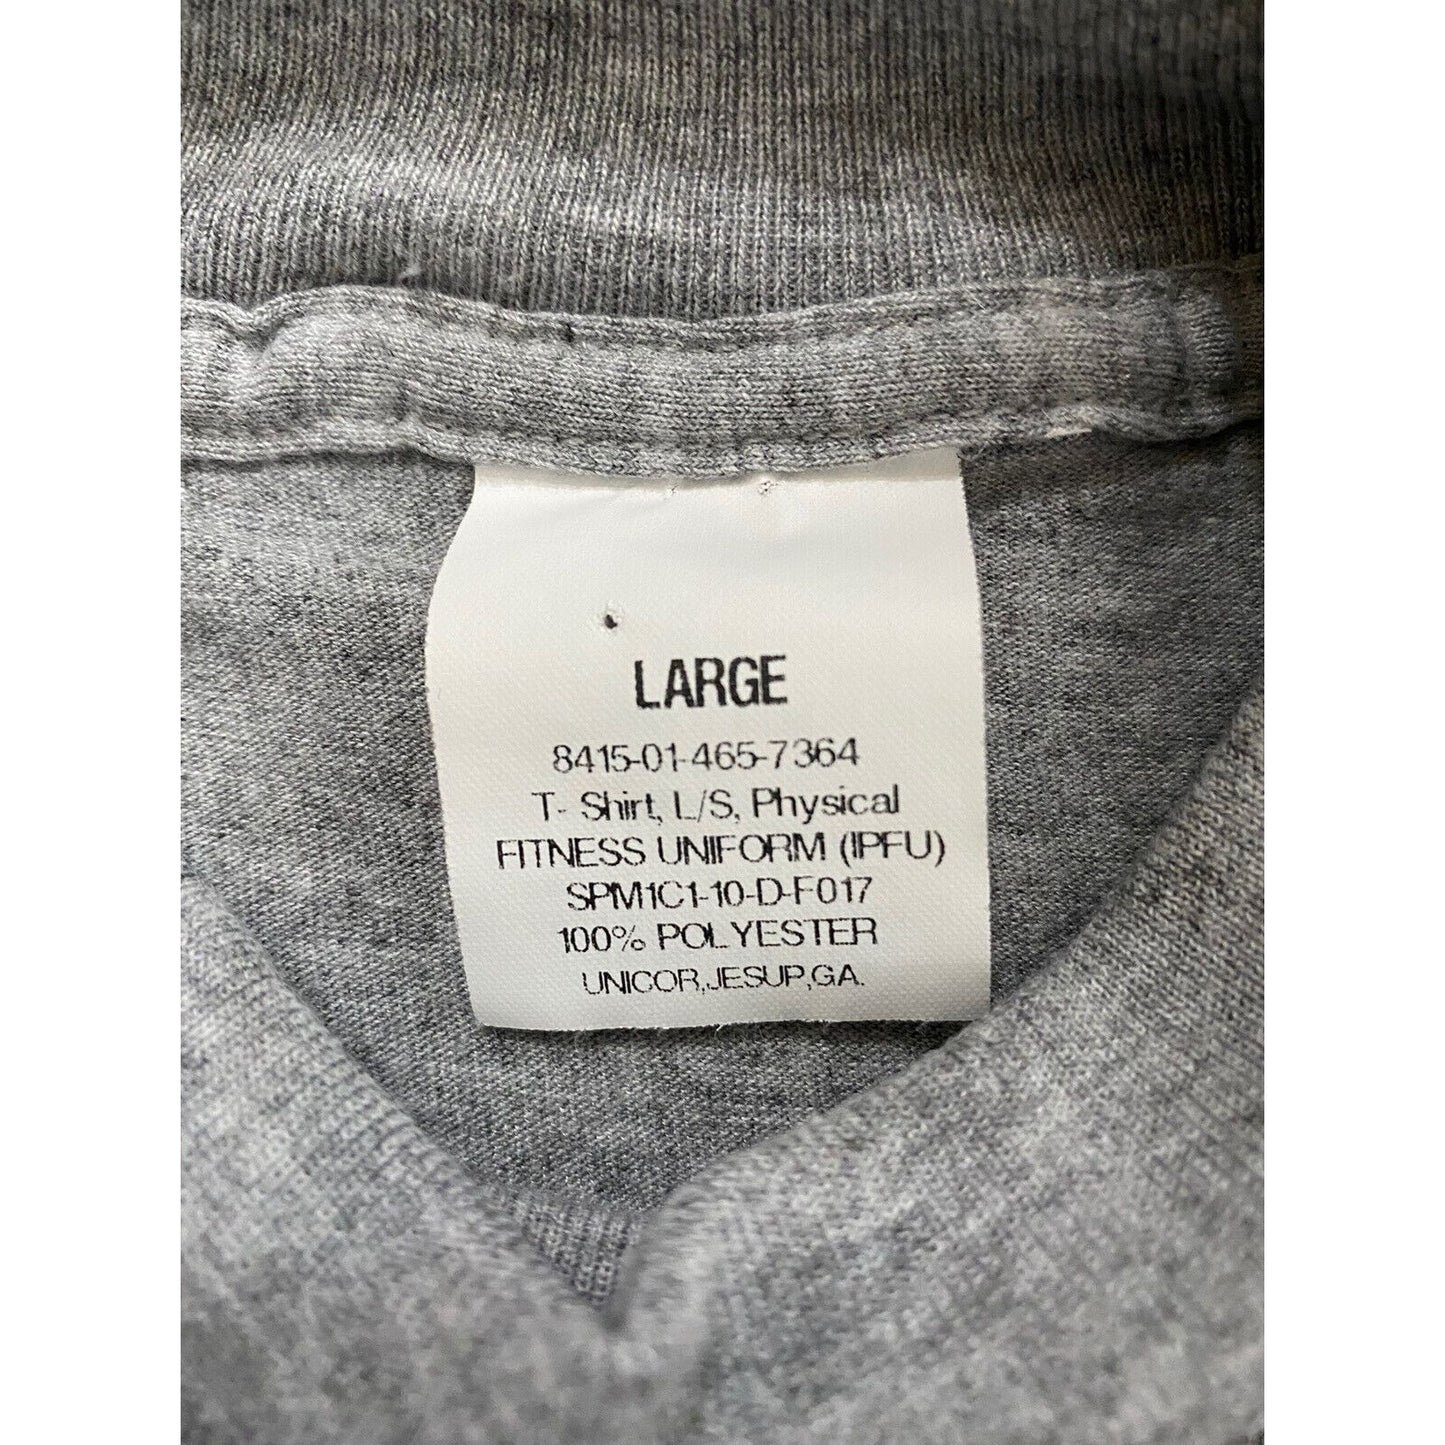 LARGE
8415-01-465-7364
T- Shirt, L/S, Physical
FITNESS UNIFORM (IPFU)
SPM1C1-10-D-F017
100% POLYESTER
UNICOR,JESUP,GA.